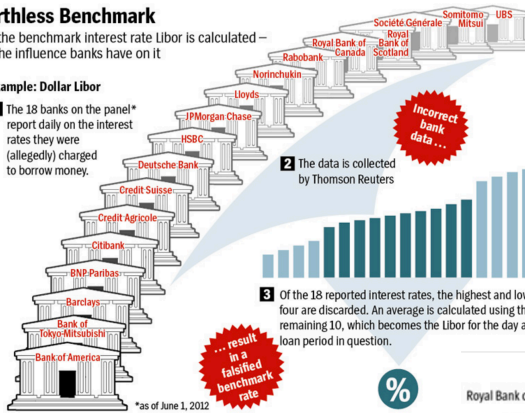 rthless Benchmark
the benchmark interest rate Libor is calculated –
he influence banks have on it
ample: Dollar Libor
The 18 banks on the panel*
report daily on the interest
rates they were
(allegedly) charged
to borrow money.
UBS
Somitomo
Mitsui
Société Générale
Royal
Bank of
Scotland
Royal Bank of
Canada
Rabobank
Norinchukin
Lloyds
JPMorgan Chase
HSBC
Deutsche Bank
Credit Suisse
Credit Agricole
Citibank
BNP Paribas
Barclays
Bank of
Tokyo-Mitsubishi
Bank of America
*as of June 1, 2012
Incorrect
bank
data ...
2 The data is collected
by Thomson Reuters
3 Of the 18 reported interest rates, the highest and low
four are discarded. An average is calculated using th
remaining 10, which becomes the Libor for the day a
loan period in question.
... result
in a
falsified
benchmark
rate
%
Royal Bank o